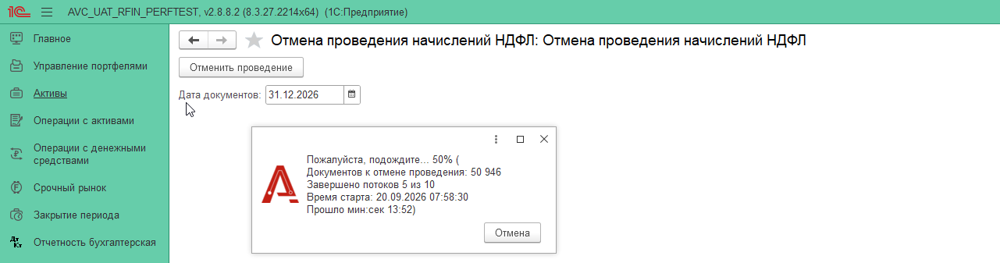 AVC_UAT_RFIN_PERFTEST, v2.8.8.2 (8.3.27.2214x64) (1С:Предприятие)
Главное
Управление портфелями
Активы
Операции с активами
Операции с денежными
средствами
Срочный рынок
Закрытие периода
Отчетность бухгалтерская
Отмена проведения начислений НДФЛ: Отмена проведения начислений НДФЛ
Отменить проведение
Дата документов: 31.12.2026
Пожалуйста, подождите... 50% (
Документов к отмене проведения: 50 946
Завершено потоков 5 из 10
Время старта: 20.09.2026 07:58:30
Прошло мин:сек 13:52)
Отмена